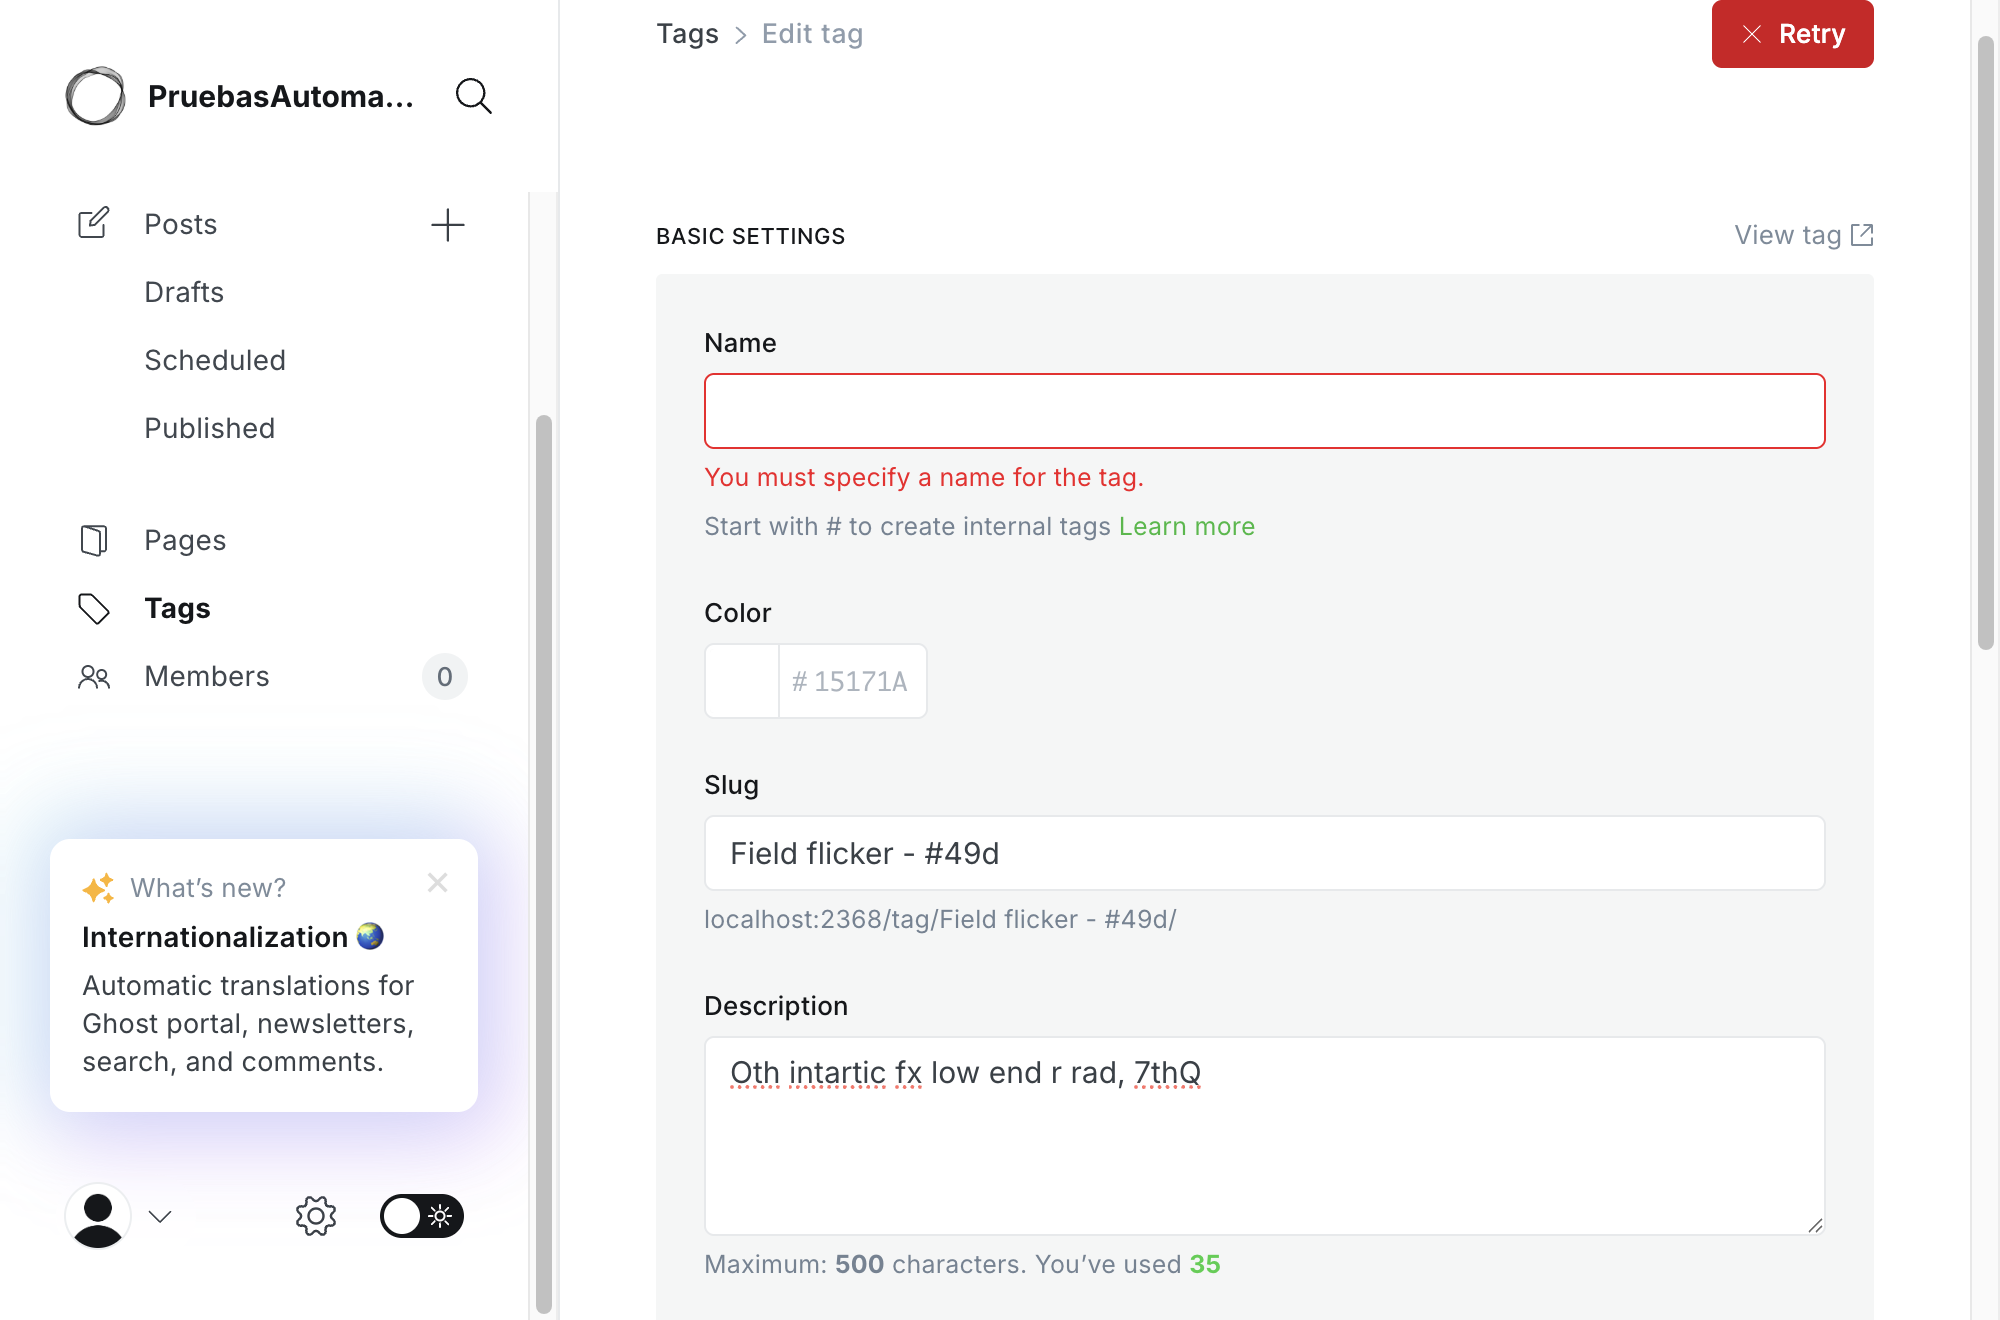 PruebasAutoma...
Posts
Drafts
Scheduled
Published
Pages
Tags
Members
0
What’s new?
Internationalization
Automatic translations for
Ghost portal, newsletters,
search, and comments.
Tags > Edit tag
Retry
BASIC SETTINGS
View tag
Name
You must specify a name for the tag.
Start with # to create internal tags Learn more
Color
# 15171A
Slug
Field flicker - #49d
localhost:2368/tag/Field flicker - #49d/
Description
Oth intartic fx low end r rad, 7thQ
Maximum: 500 characters. You’ve used 35